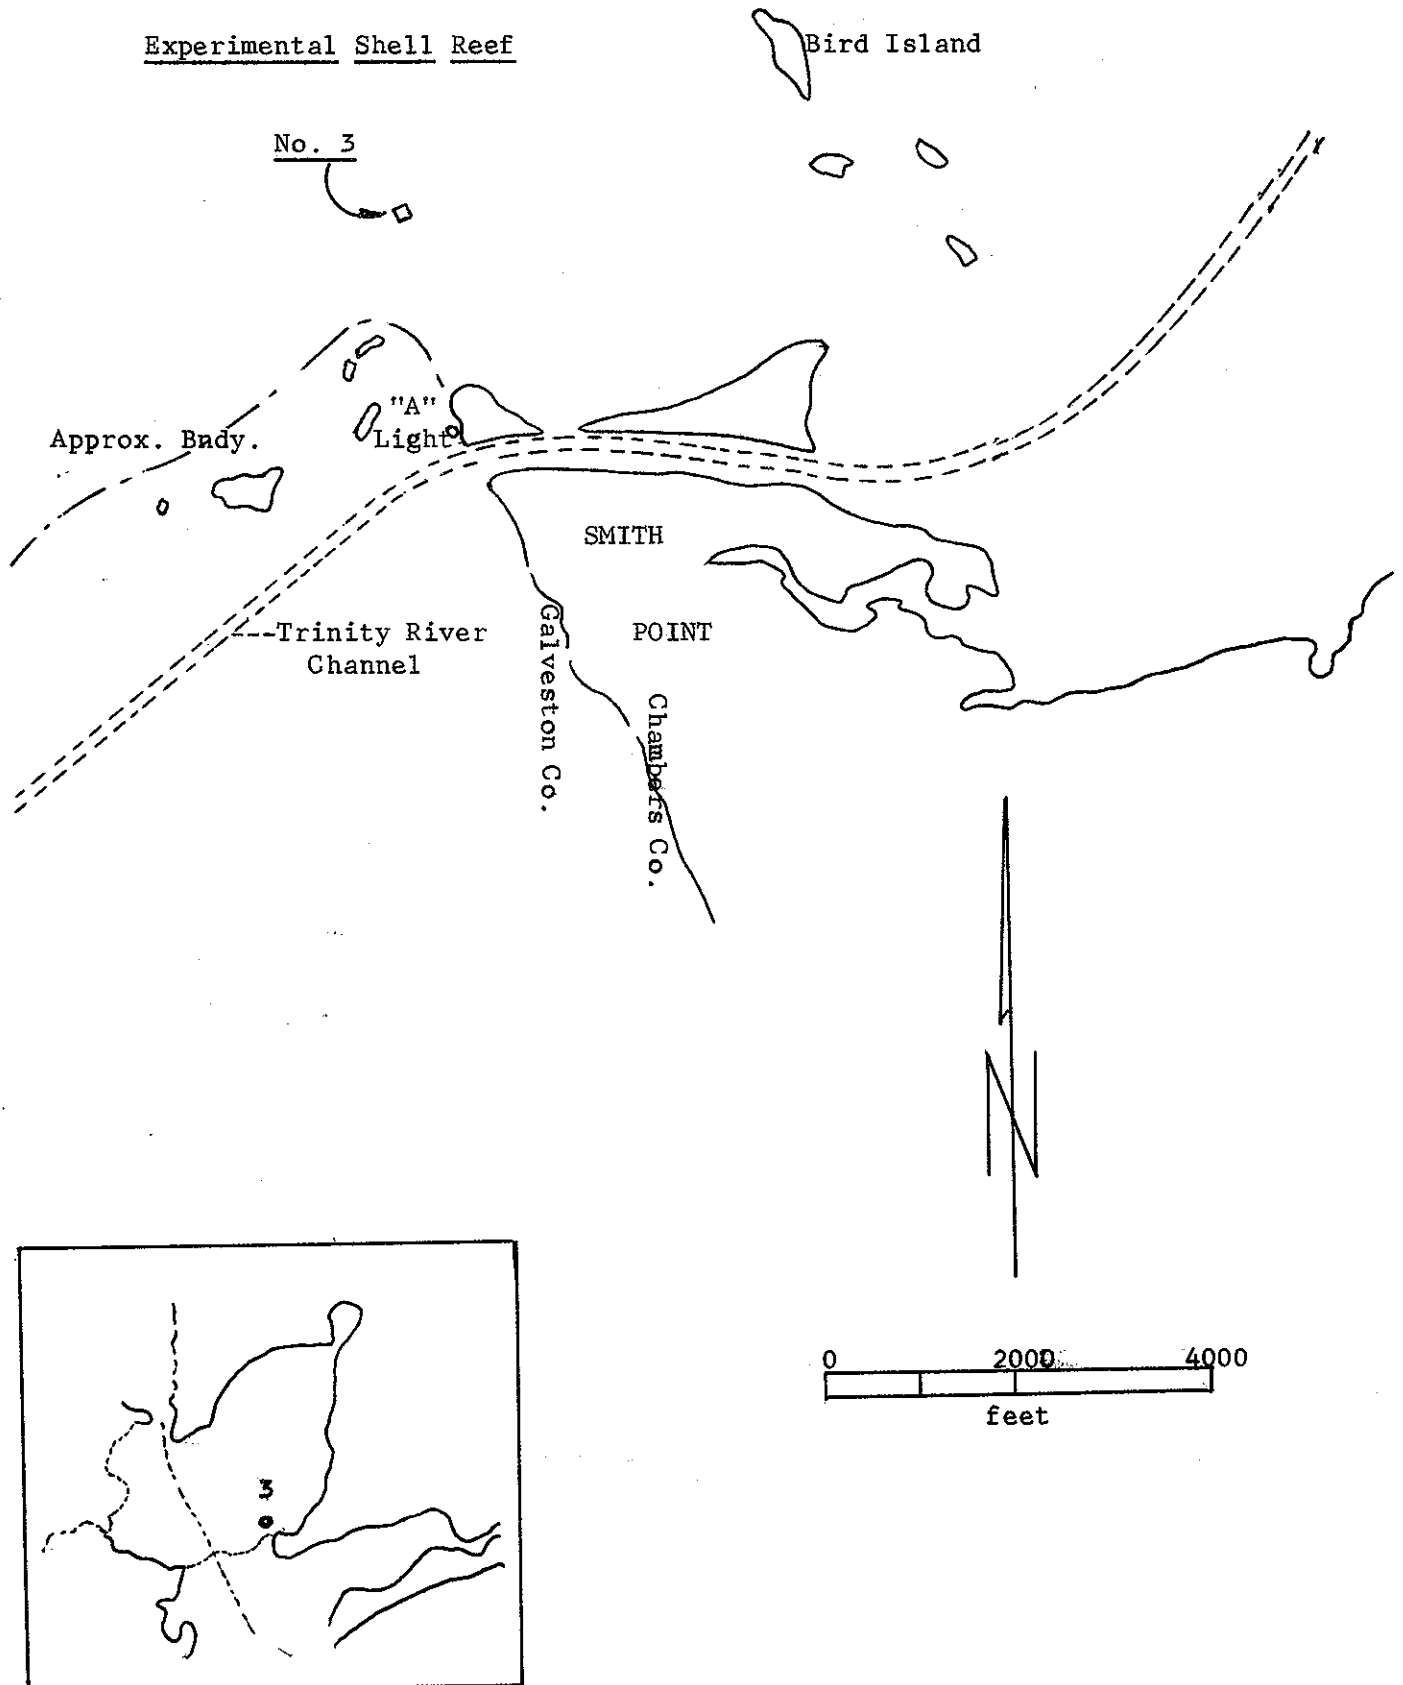 Experimental Shell Reef
Bird Island
No. 3
"A"
Light
Approx. Bndy.
SMITH
POINT
Trinity River
Channel
Galveston Co.
Chambers Co.
N
0 2000 4000
feet
3